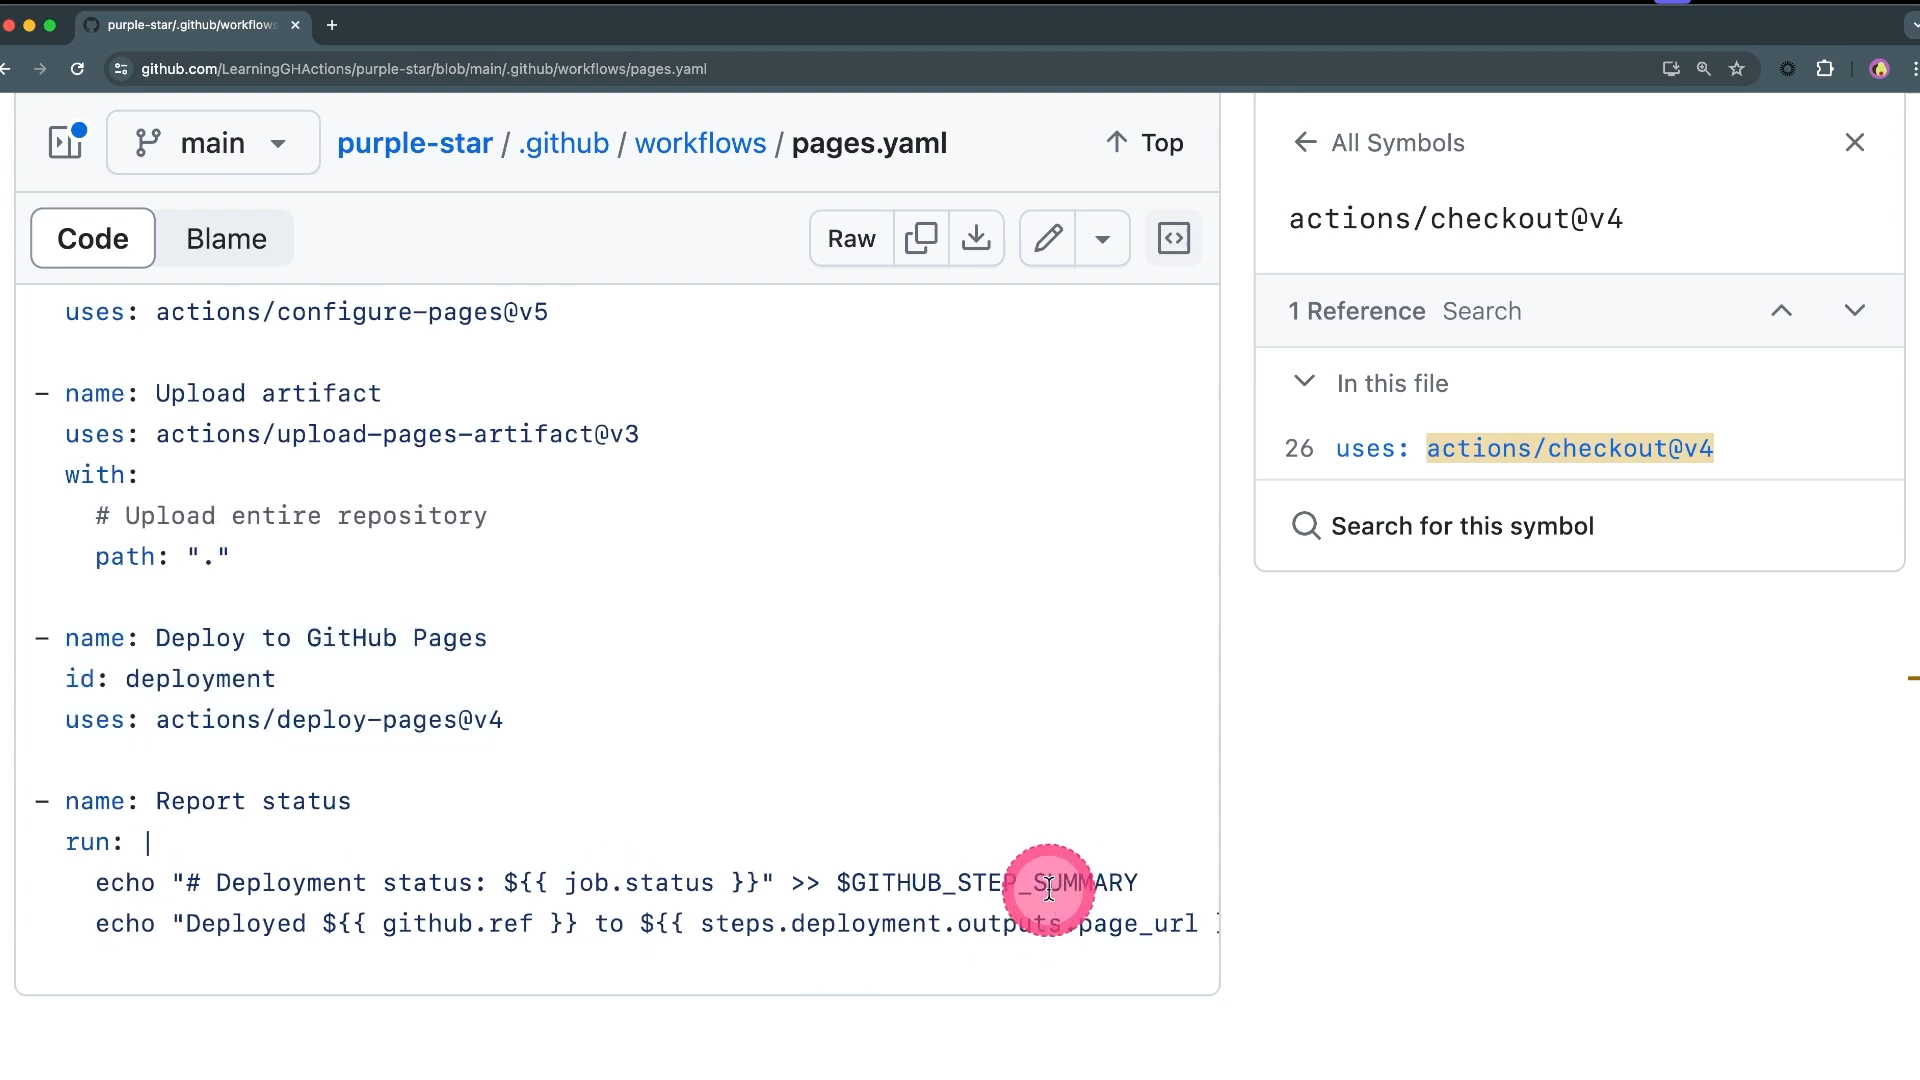 purple-star/.github/workflows
github.com/LearningGHActions/purple-star/blob/main/.github/workflows/pages.yaml
main
purple-star / .github / workflows / pages.yaml
Top
Code
Blame
Raw
uses: actions/configure-pages@v5
- name: Upload artifact
uses: actions/upload-pages-artifact@v3
with:
# Upload entire repository
path: "."
- name: Deploy to GitHub Pages
id: deployment
uses: actions/deploy-pages@v4
- name: Report status
run: |
echo "# Deployment status: ${{ job.status }}" >> $GITHUB_STEP_SUMMARY
echo "Deployed ${{ github.ref }} to ${{ steps.deployment.outputs.page_url
All Symbols
actions/checkout@v4
1 Reference Search
In this file
26 uses: actions/checkout@v4
Search for this symbol